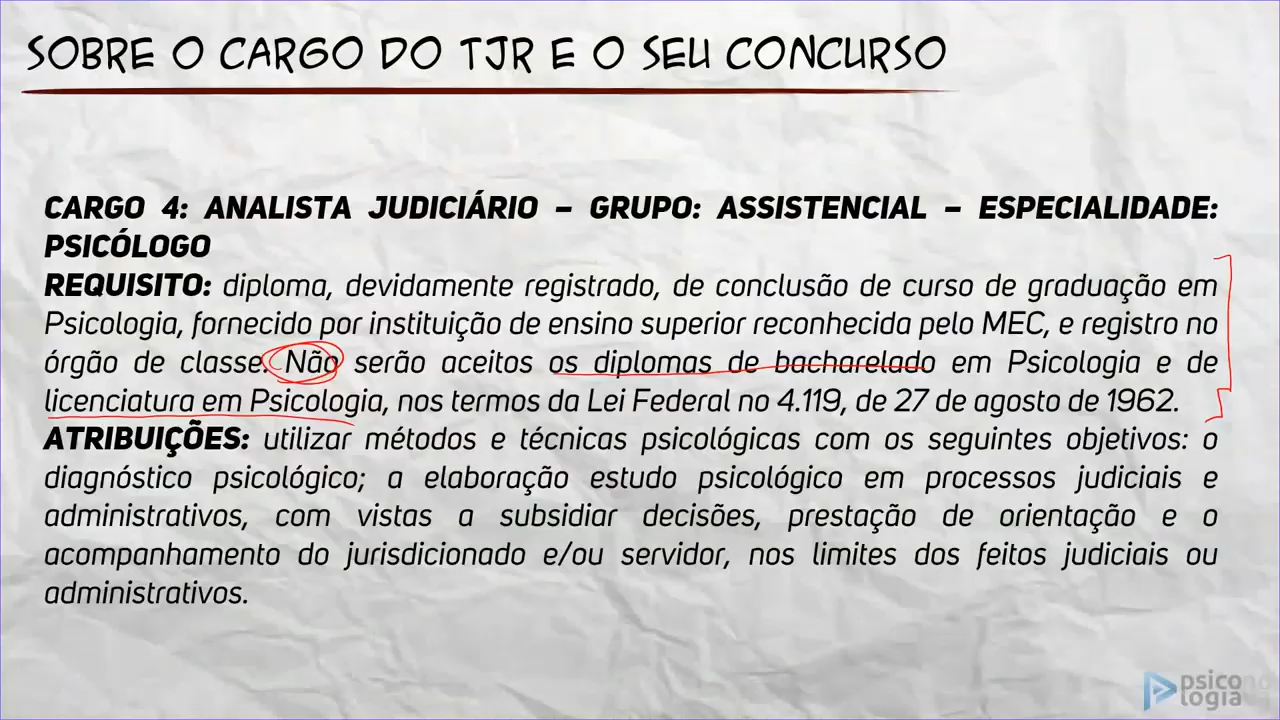 SOBRE O CARGO DO TJR E O SEU CONCURSO
CARGO 4: ANALISTA JUDICIÁRIO – GRUPO: ASSISTENCIAL – ESPECIALIDADE:
PSICÓLOGO
REQUISITO: diploma, devidamente registrado, de conclusão de curso de graduação em
Psicologia, fornecido por instituição de ensino superior reconhecida pelo MEC, e registro no
órgão de classe. Não serão aceitos os diplomas de bacharelado em Psicologia e de
licenciatura em Psicologia, nos termos da Lei Federal no 4.119, de 27 de agosto de 1962.
ATRIBUIÇÕES: utilizar métodos e técnicas psicológicas com os seguintes objetivos: o
diagnóstico psicológico; a elaboração estudo psicológico em processos judiciais e
administrativos, com vistas a subsidiar decisões, prestação de orientação e o
acompanhamento do jurisdicionado e/ou servidor, nos limites dos feitos judiciais ou
administrativos.
psico
logia